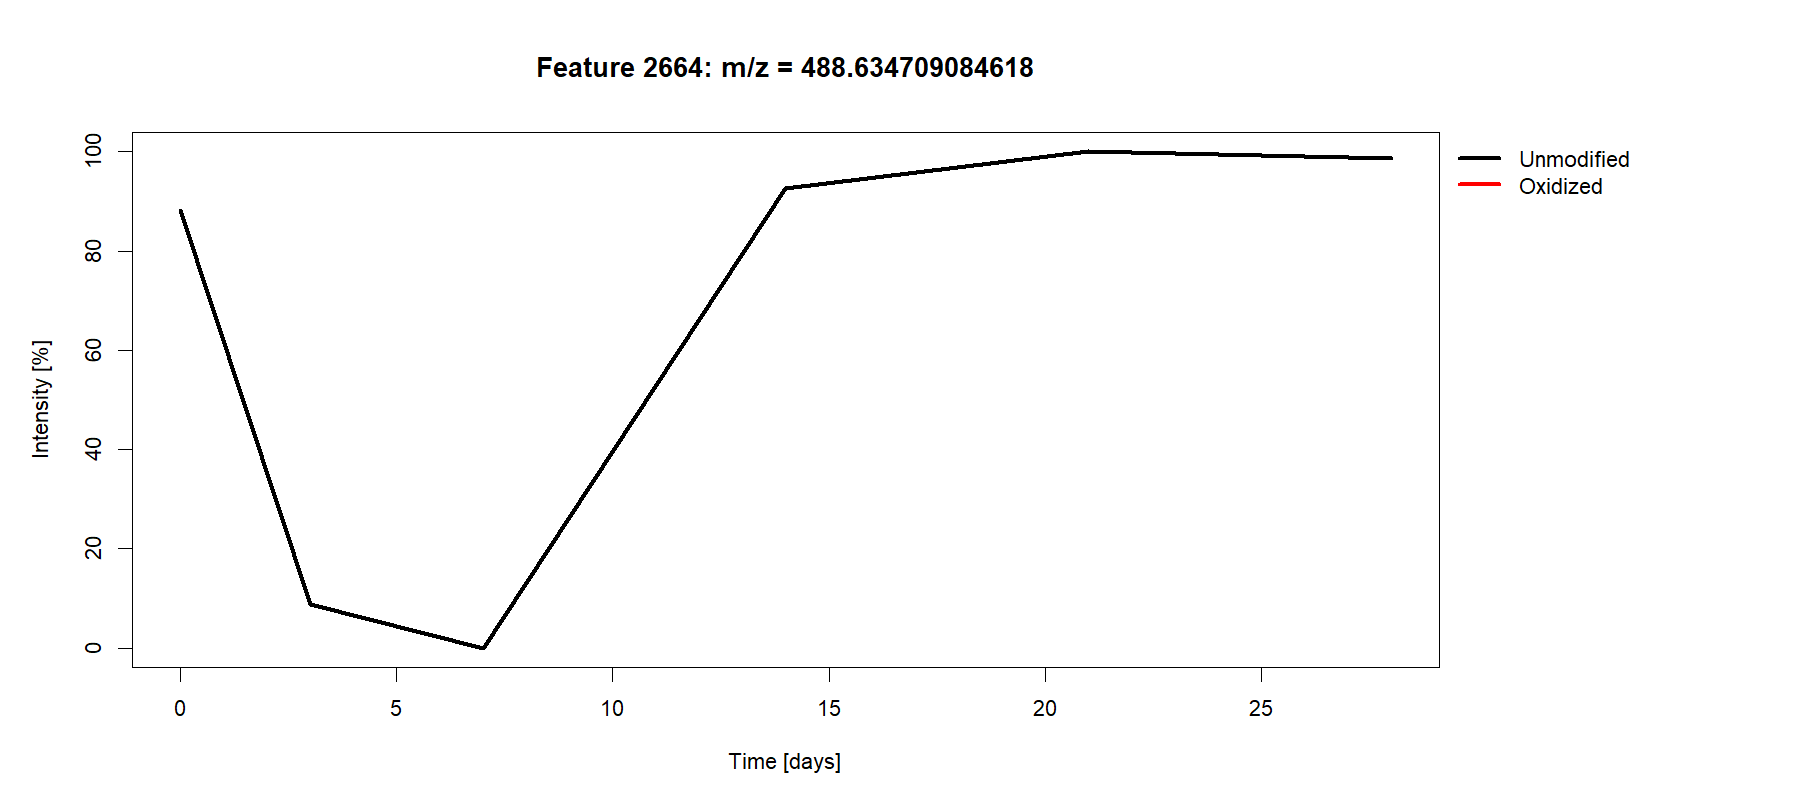 Feature 2664: m/z = 488.634709084618
Unmodified
Oxidized
Intensity [%]
100
80
60
40
20
0
0 5 10 15 20 25
Time [days]